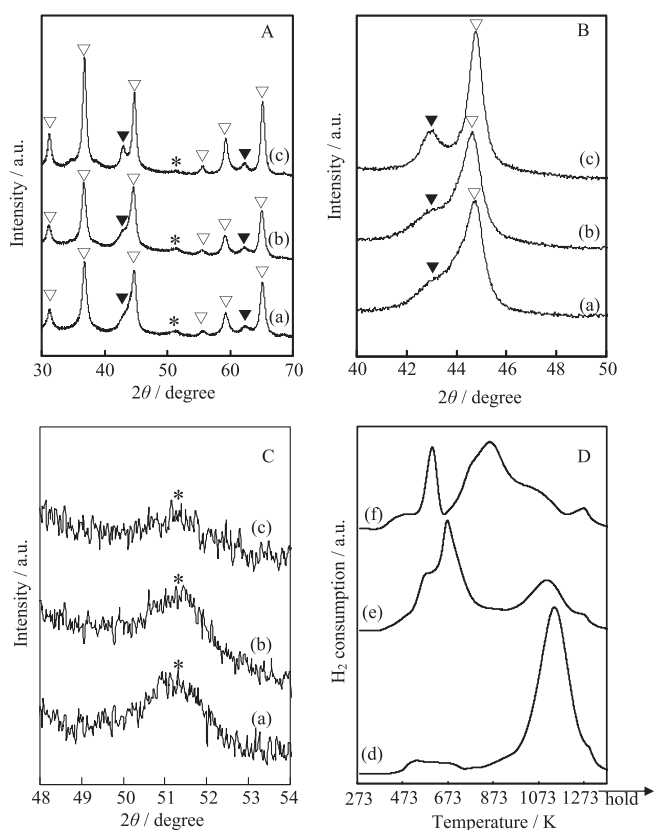 A
Intensity / a.u.
(c)
*
(b)
*
(a)
*
30 40 50 60 70
2θ / degree
B
Intensity / a.u.
(c)
(b)
(a)
40 42 44 46 48 50
2θ / degree
C
Intensity / a.u.
*
(c)
*
(b)
*
(a)
48 49 50 51 52 53 54
2θ / degree
D
H₂ consumption / a.u.
(f)
(e)
(d)
273 473 673 873 1073 1273 hold
Temperature / K